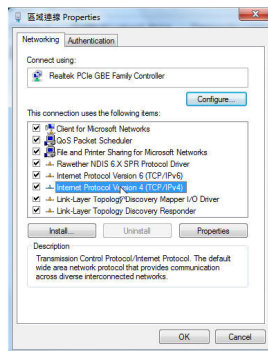 區域連線 Properties
Networking Authentication
Connect using:
Realtek PCIe GBE Family Controller
Configure...
This connection uses the following items:
Client for Microsoft Networks
QoS Packet Scheduler
File and Printer Sharing for Microsoft Networks
Rawether NDIS 6.X SPR Protocol Driver
Internet Protocol Version 6 (TCP/IPv6)
Internet Protocol Version 4 (TCP/IPv4)
Link-Layer Topology Discovery Mapper I/O Driver
Link-Layer Topology Discovery Responder
Install... Uninstall Properties
Description
Transmission Control Protocol/Internet Protocol. The default
wide area network protocol that provides communication
across diverse interconnected networks.
OK Cancel